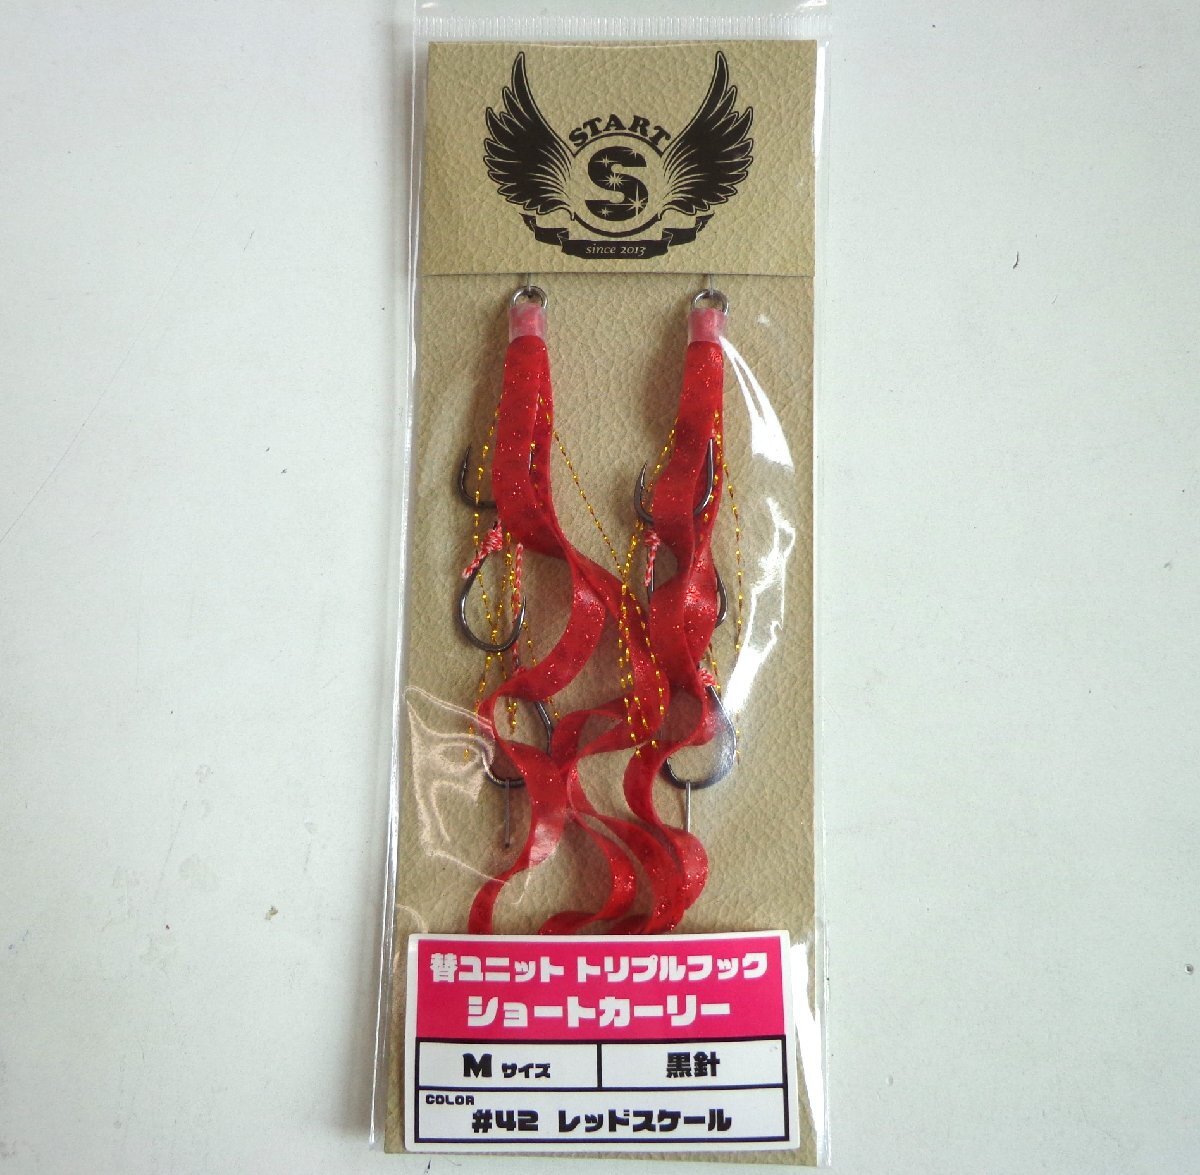 START
S
since 2013
替ユニット トリプルフック
ショートカーリー
M サイズ
黒針
COLOR
#42 レッドスケール